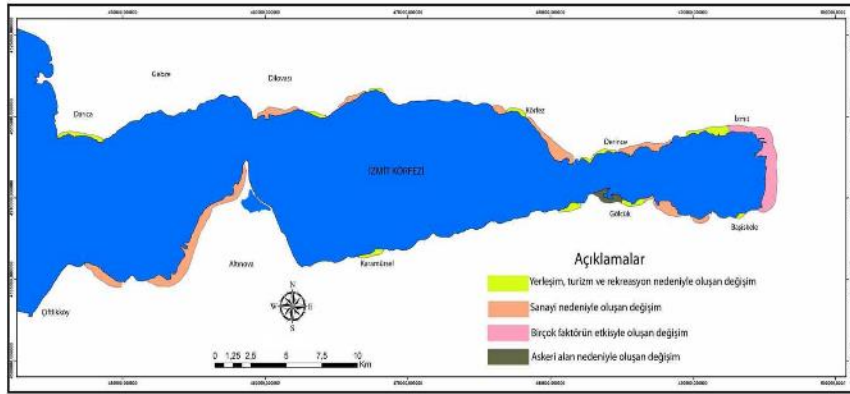 Gebze
Dilovası
Darıca
Körfez
İzmit
Derince
İZMİT KÖRFEZİ
Gölcük
Başiskele
Altınova
Karamürsel
Çiftlikköy
N
W E
S
0 1,25 2,5 5 7,5 10
Km
Açıklamalar
Yerleşim, turizm ve rekreasyon nedeniyle oluşan değişim
Sanayi nedeniyle oluşan değişim
Birçok faktörün etkisyle oluşan değişim
Askeri alan nedeniyle oluşan değişim